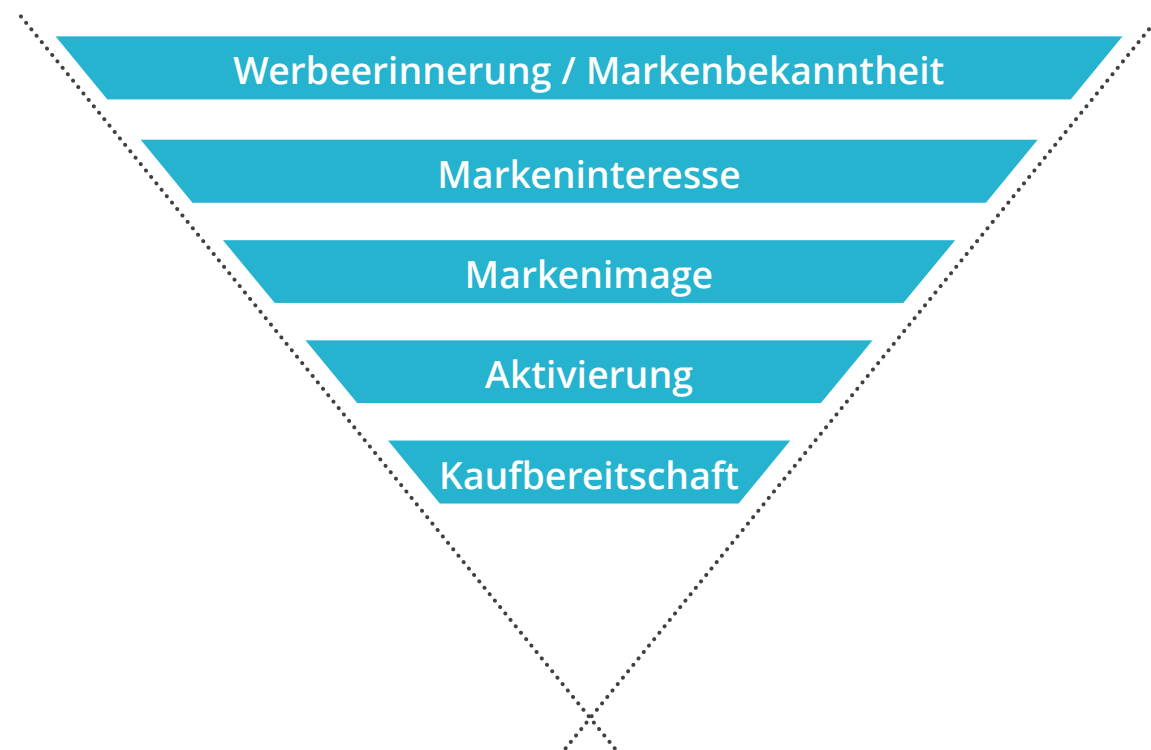 Werbeerinnerung / Markenbekanntheit
Markeninteresse
Markenimage
Aktivierung
Kaufbereitschaft